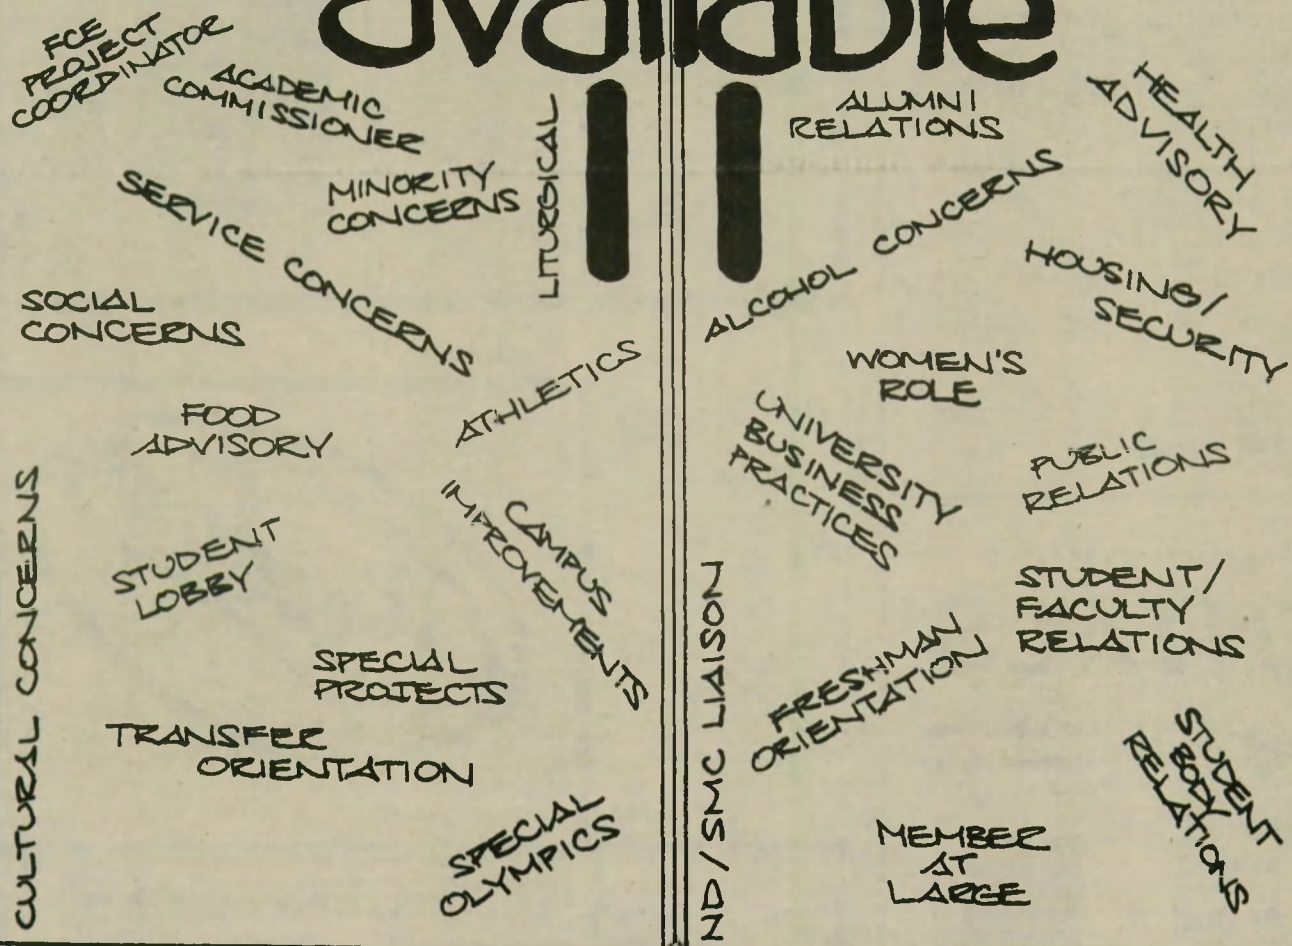 available
FCE
PROJECT
COORDINATOR
ACADEMIC
COMMISSIONER
LITURGICAL
MINORITY
CONCERNS
SERVICE CONCERNS
SOCIAL
CONCERNS
ATHLETICS
FOOD
ADVISORY
CAMPUS
IMPROVEMENTS
CULTURAL CONCERNS
STUDENT
LOBBY
SPECIAL
PROJECTS
TRANSFER
ORIENTATION
SPECIAL
OLYMPICS
ALUMNI
RELATIONS
HEALTH
ADVISORY
ALCOHOL CONCERNS
HOUSING/
SECURITY
WOMEN'S
ROLE
UNIVERSITY
BUSINESS
PRACTICES
PUBLIC
RELATIONS
ND/SMC LIAISON
STUDENT/
FACULTY
RELATIONS
FRESHMAN
ORIENTATION
STUDENT
BODY
RELATIONS
MEMBER
AT
LARGE